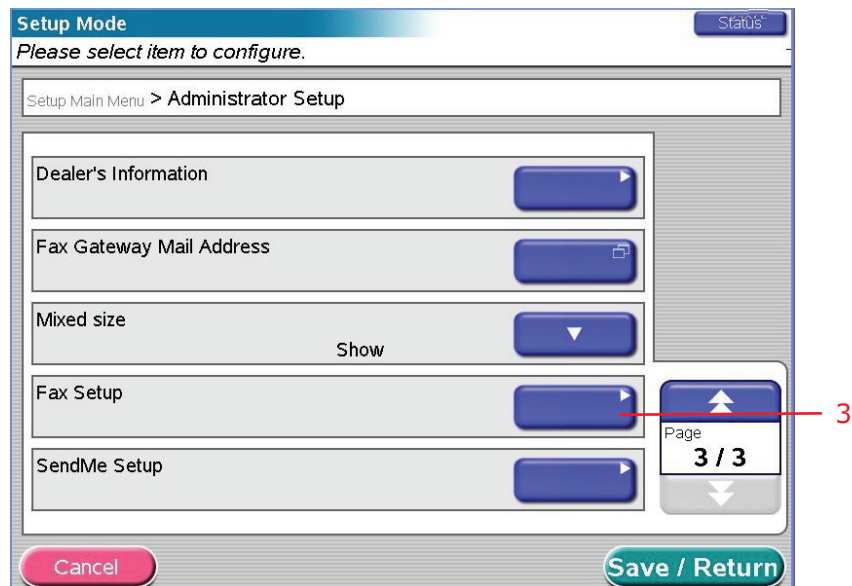 Setup Mode
Status
Please select item to configure.
Setup Main Menu > Administrator Setup
Dealer's Information
Fax Gateway Mail Address
Mixed size
Show
Fax Setup
3
Page
3 / 3
SendMe Setup
Cancel
Save / Return